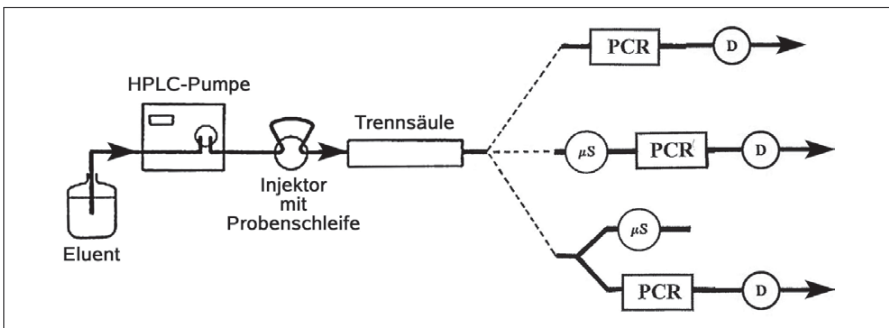 HPLC-Pumpe
Eluent
Injektor
mit
Probenschleife
Trennsäule
PCR
D
µS
PCR
D
µS
PCR
D